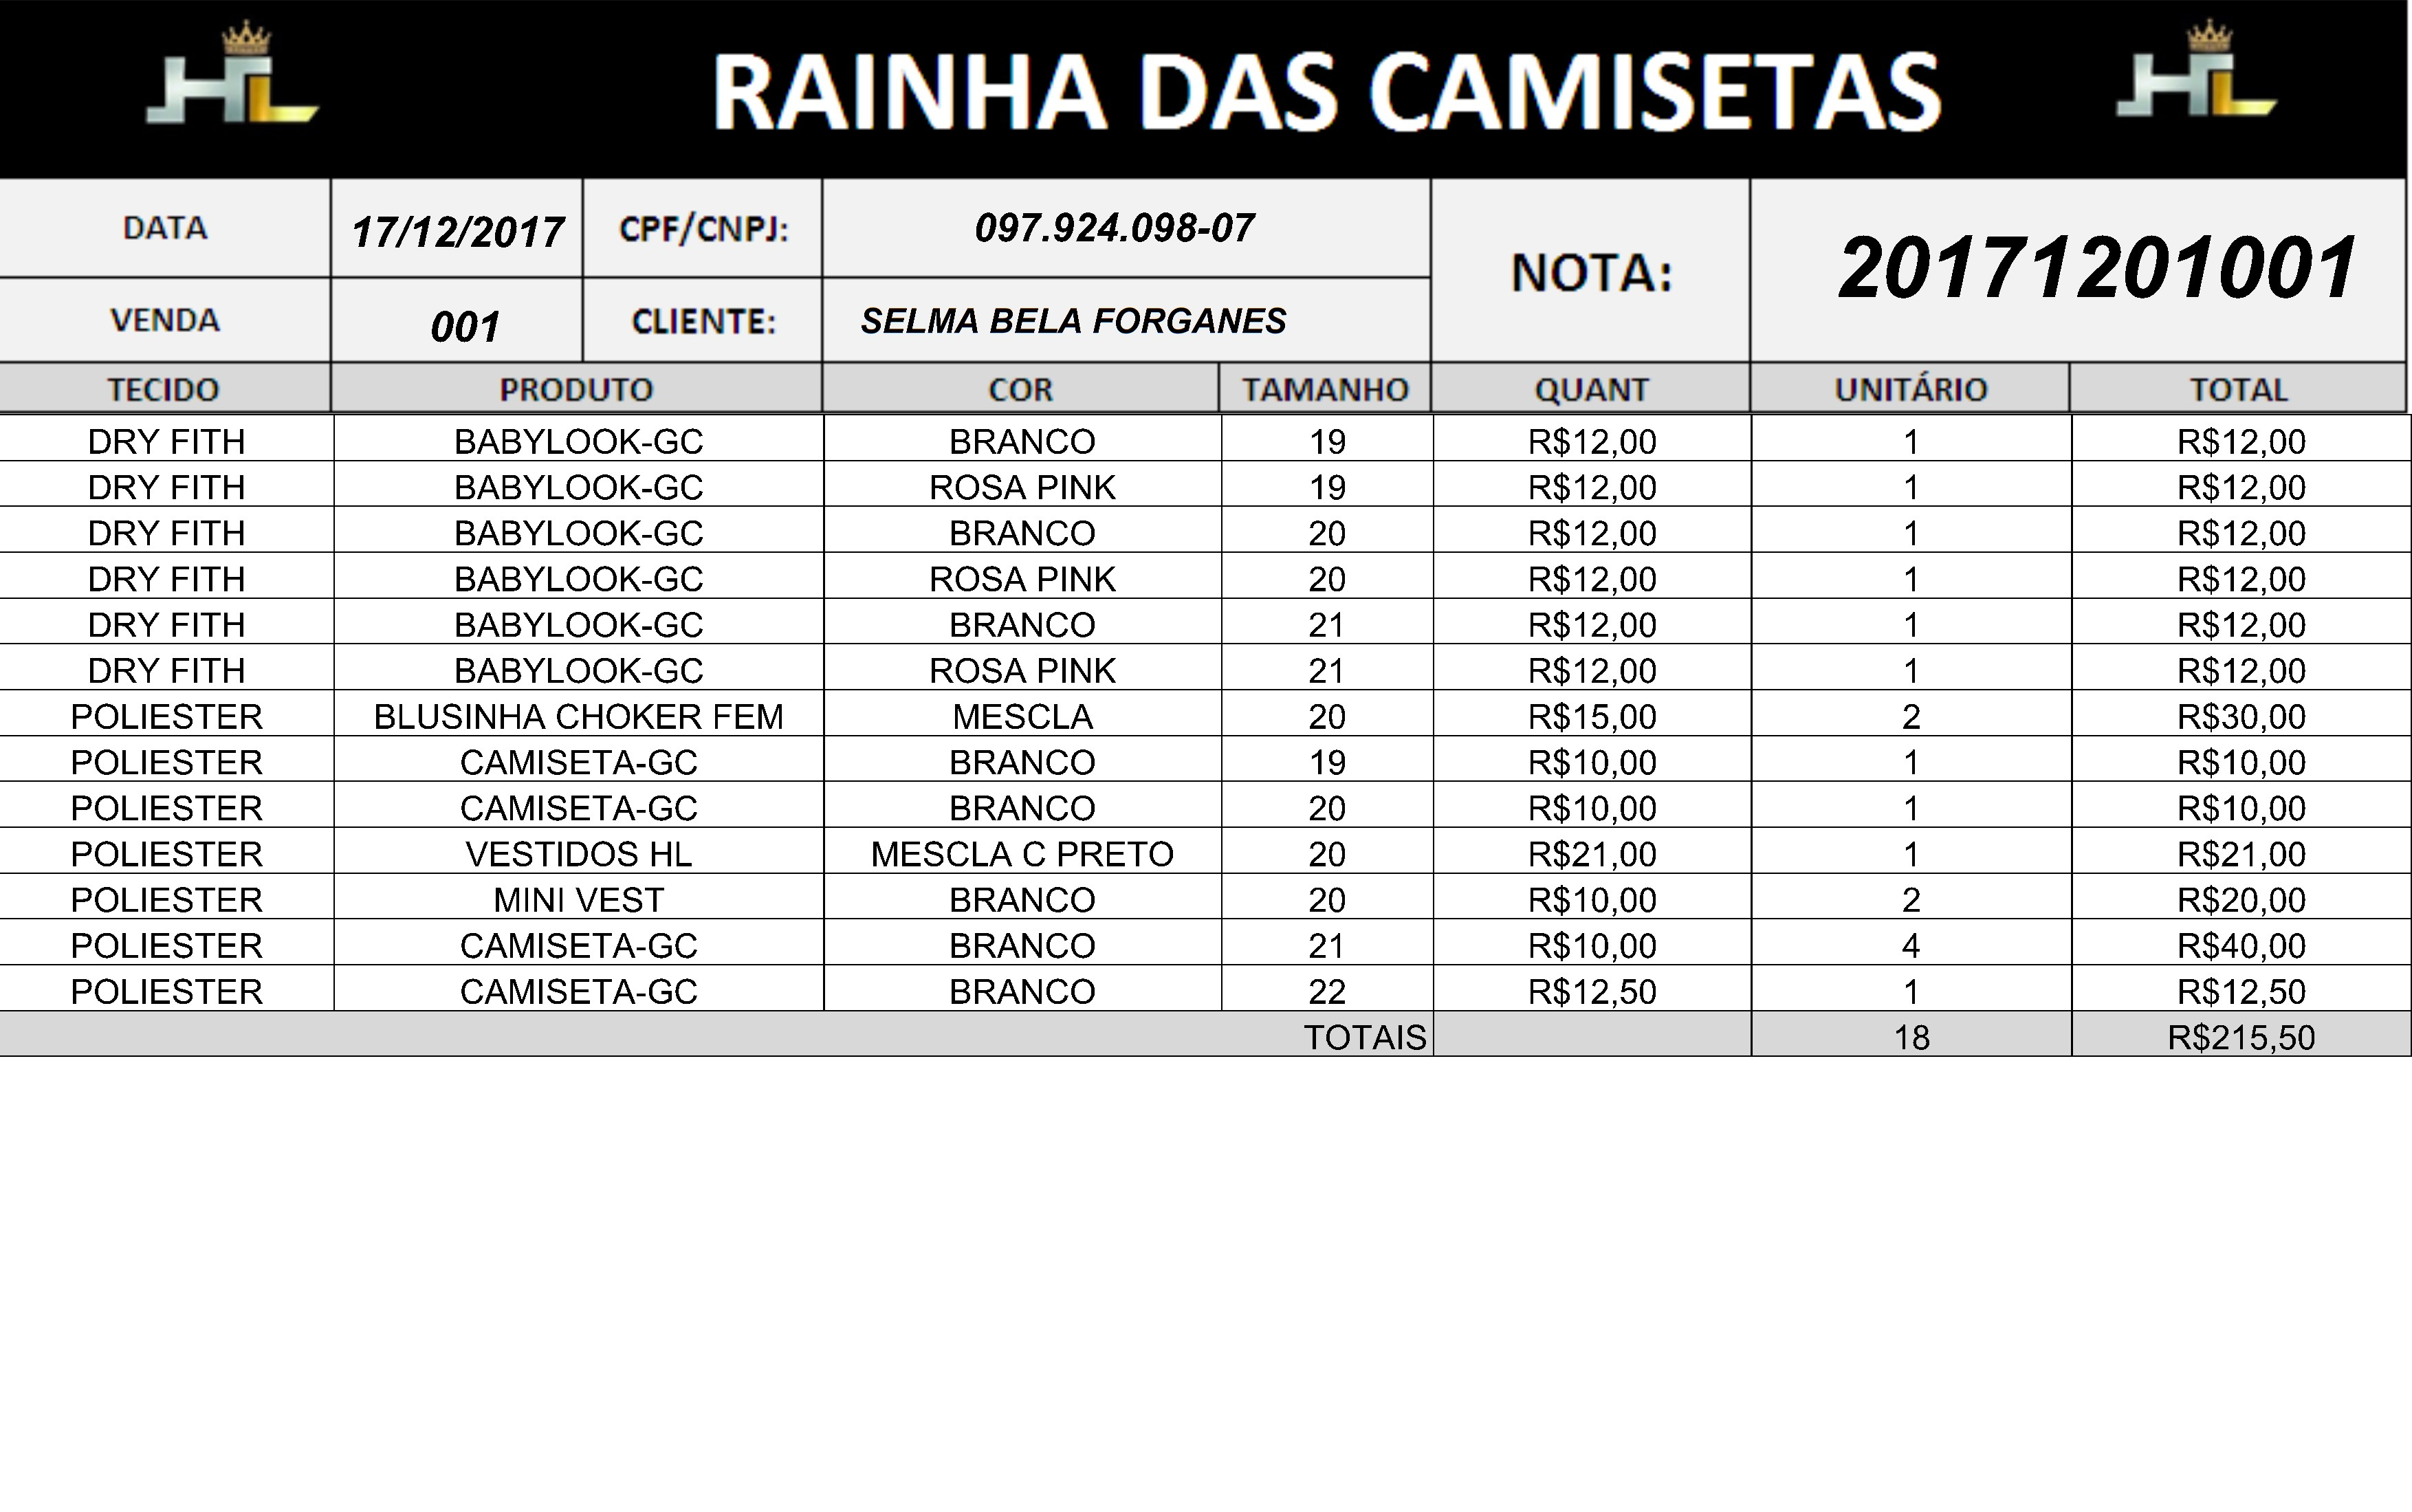 HL RAINHA DAS CAMISETAS HL
DATA 17/12/2017 CPF/CNPJ: 097.924.098-07 NOTA: 20171201001
VENDA 001 CLIENTE: SELMA BELA FORGANES
TECIDO PRODUTO COR TAMANHO QUANT UNITÁRIO TOTAL
DRY FITH BABYLOOK-GC BRANCO 19 R$12,00 1 R$12,00
DRY FITH BABYLOOK-GC ROSA PINK 19 R$12,00 1 R$12,00
DRY FITH BABYLOOK-GC BRANCO 20 R$12,00 1 R$12,00
DRY FITH BABYLOOK-GC ROSA PINK 20 R$12,00 1 R$12,00
DRY FITH BABYLOOK-GC BRANCO 21 R$12,00 1 R$12,00
DRY FITH BABYLOOK-GC ROSA PINK 21 R$12,00 1 R$12,00
POLIESTER BLUSINHA CHOKER FEM MESCLA 20 R$15,00 2 R$30,00
POLIESTER CAMISETA-GC BRANCO 19 R$10,00 1 R$10,00
POLIESTER CAMISETA-GC BRANCO 20 R$10,00 1 R$10,00
POLIESTER VESTIDOS HL MESCLA C PRETO 20 R$21,00 1 R$21,00
POLIESTER MINI VEST BRANCO 20 R$10,00 2 R$20,00
POLIESTER CAMISETA-GC BRANCO 21 R$10,00 4 R$40,00
POLIESTER CAMISETA-GC BRANCO 22 R$12,50 1 R$12,50
TOTAIS 18 R$215,50